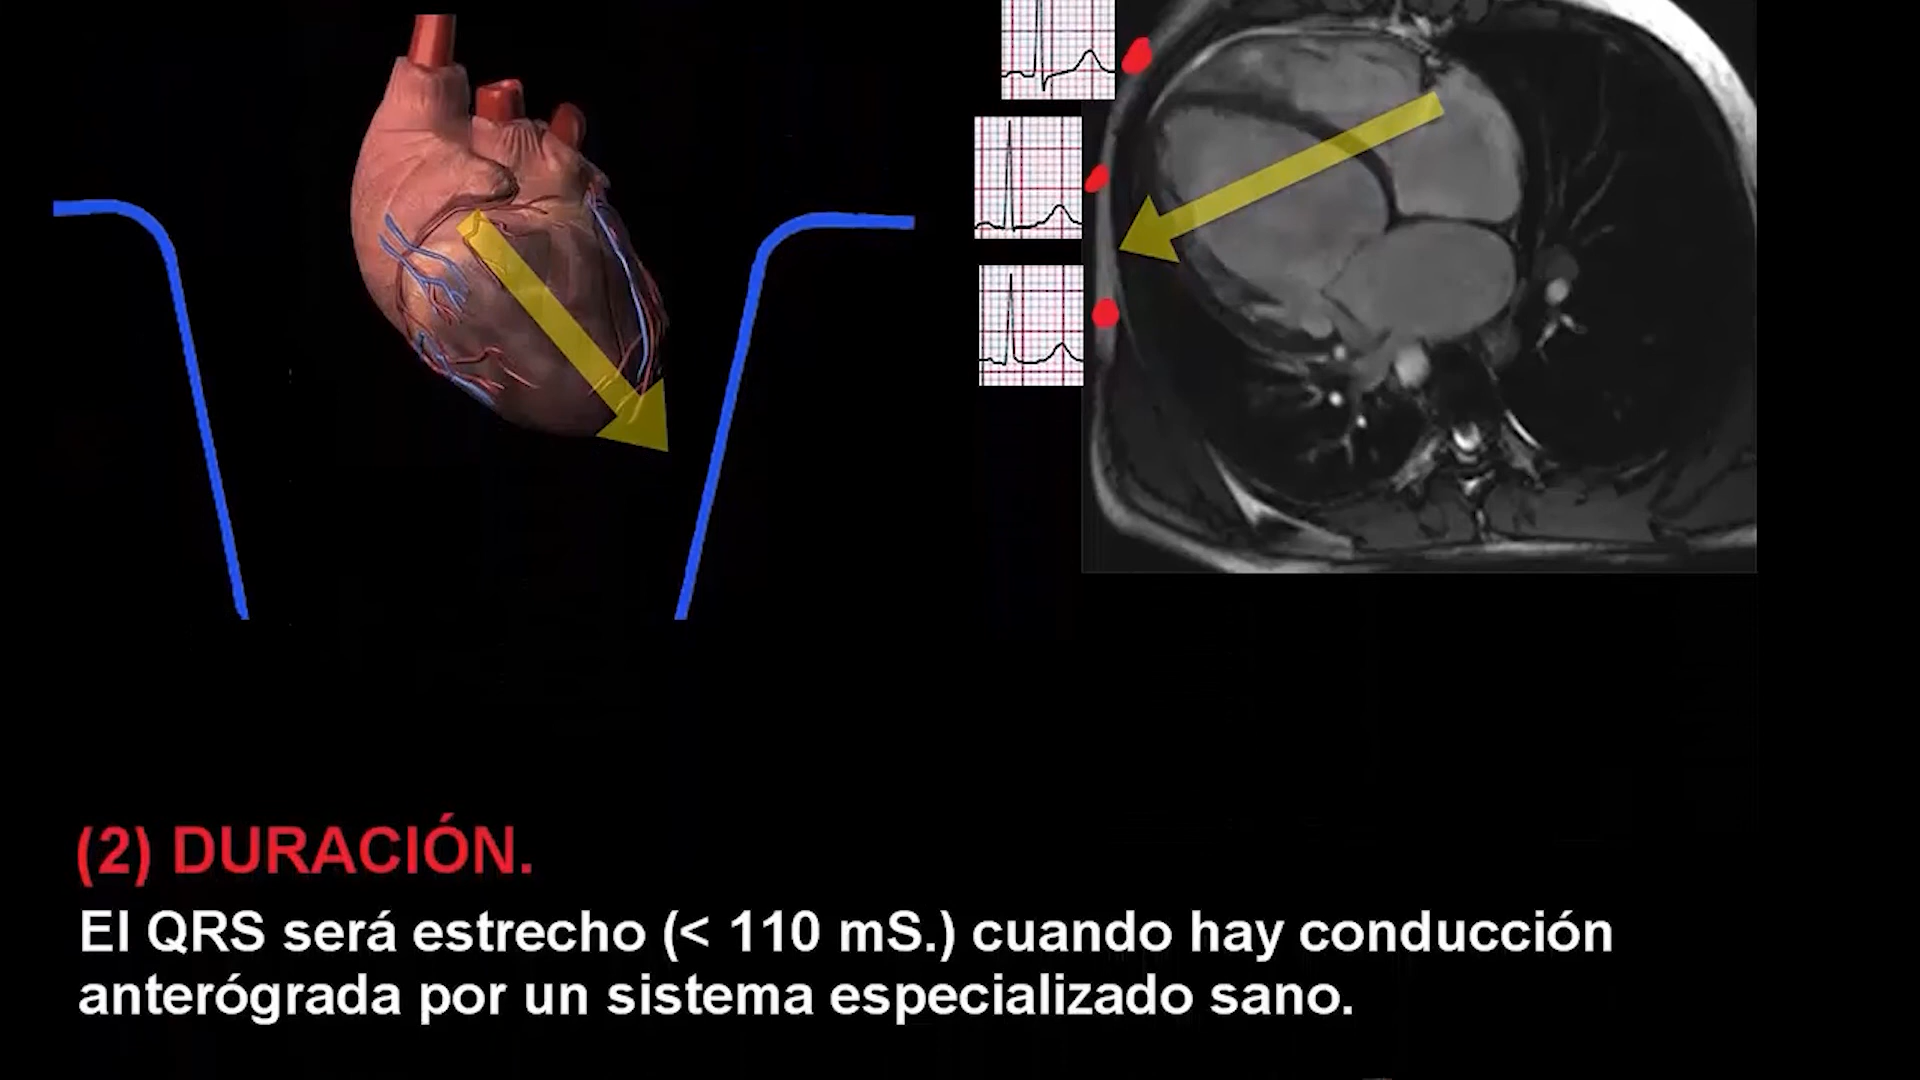 (2) DURACIÓN.
El QRS será estrecho (< 110 mS.) cuando hay conducción
anterógrada por un sistema especializado sano.